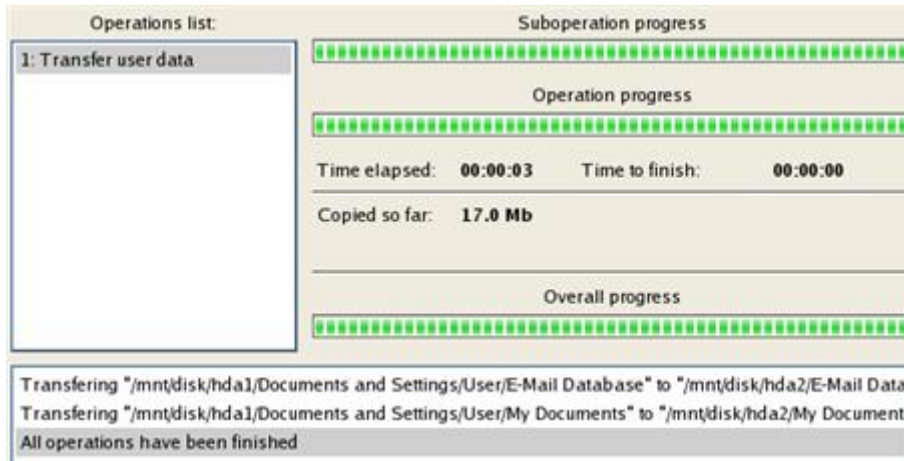 Operations list:
1: Transfer user data
Suboperation progress
Operation progress
Time elapsed: 00:00:03 Time to finish: 00:00:00
Copied so far: 17.0 Mb
Overall progress
Transfering "/mnt/disk/hda1/Documents and Settings/User/E-Mail Database" to "/mnt/disk/hda2/E-Mail Data
Transfering "/mnt/disk/hda1/Documents and Settings/User/My Documents" to "/mnt/disk/hda2/My Document
All operations have been finished